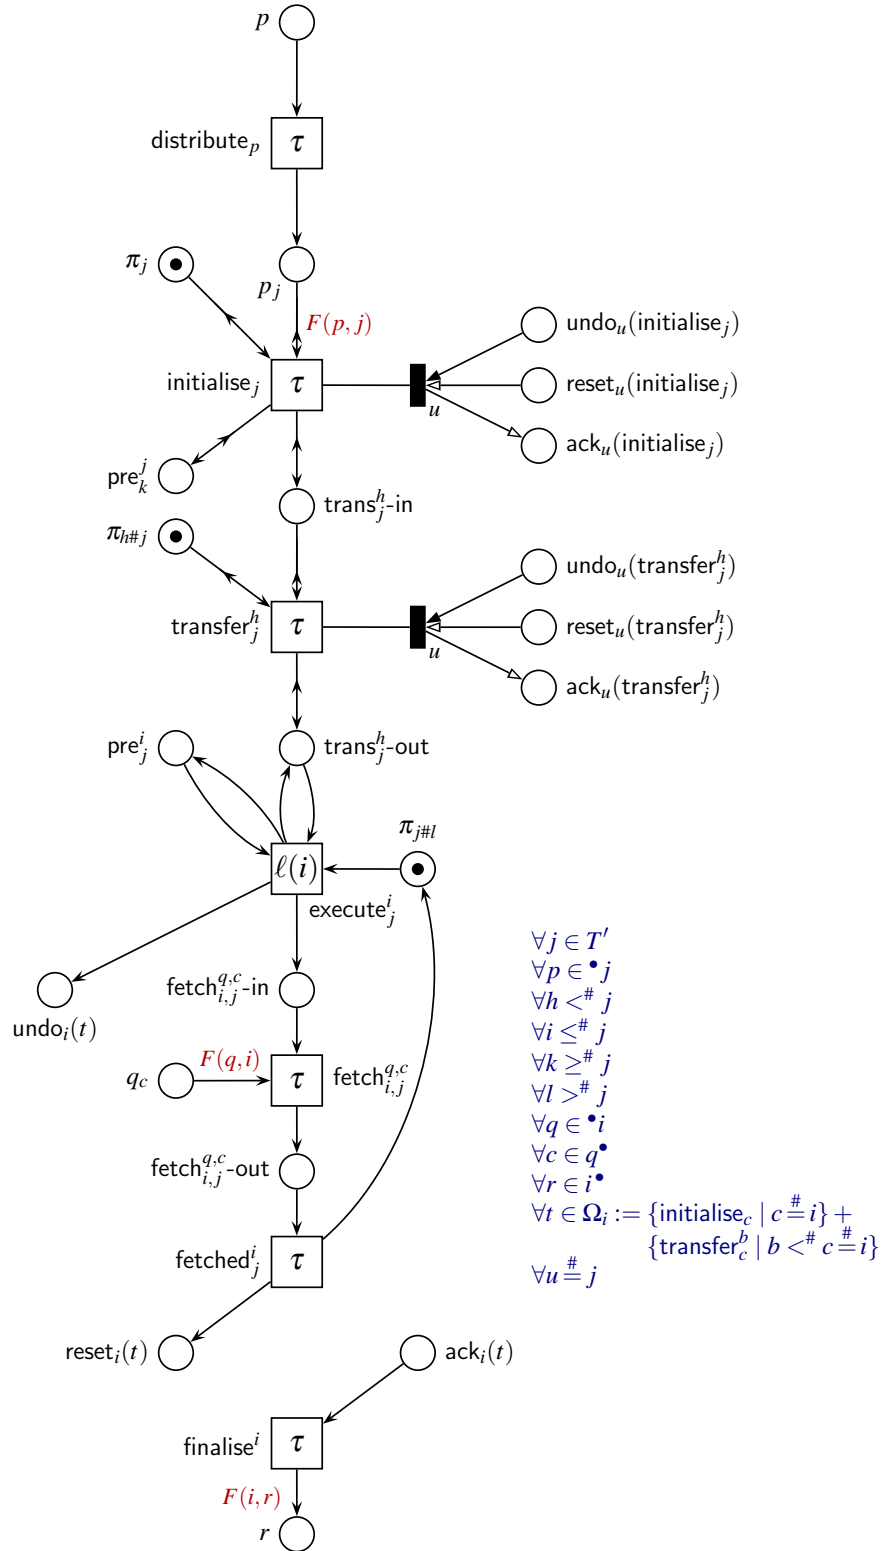 p
distribute_p
τ
π_j
p_j
F(p, j)
undo_u(initialise_j)
initialise_j
τ
reset_u(initialise_j)
u
ack_u(initialise_j)
pre^j_k
trans^h_j-in
π_{h#j}
undo_u(transfer^h_j)
transfer^h_j
τ
reset_u(transfer^h_j)
u
ack_u(transfer^h_j)
pre^i_j
trans^h_j-out
π_{j#l}
ℓ(i)
execute^i_j
∀j ∈ T′
∀p ∈ •j
∀h <# j
∀i ≤# j
∀k ≥# j
∀l ># j
∀q ∈ •i
∀c ∈ q•
∀r ∈ i•
∀t ∈ Ω_i := {initialise_c | c =# i} +
{transfer^b_c | b <# c =# i}
∀u =# j
fetch^{q,c}_{i,j}-in
undo_i(t)
q_c
F(q, i)
τ
fetch^{q,c}_{i,j}
fetch^{q,c}_{i,j}-out
fetched^i_j
τ
reset_i(t)
ack_i(t)
finalise^i
τ
F(i, r)
r